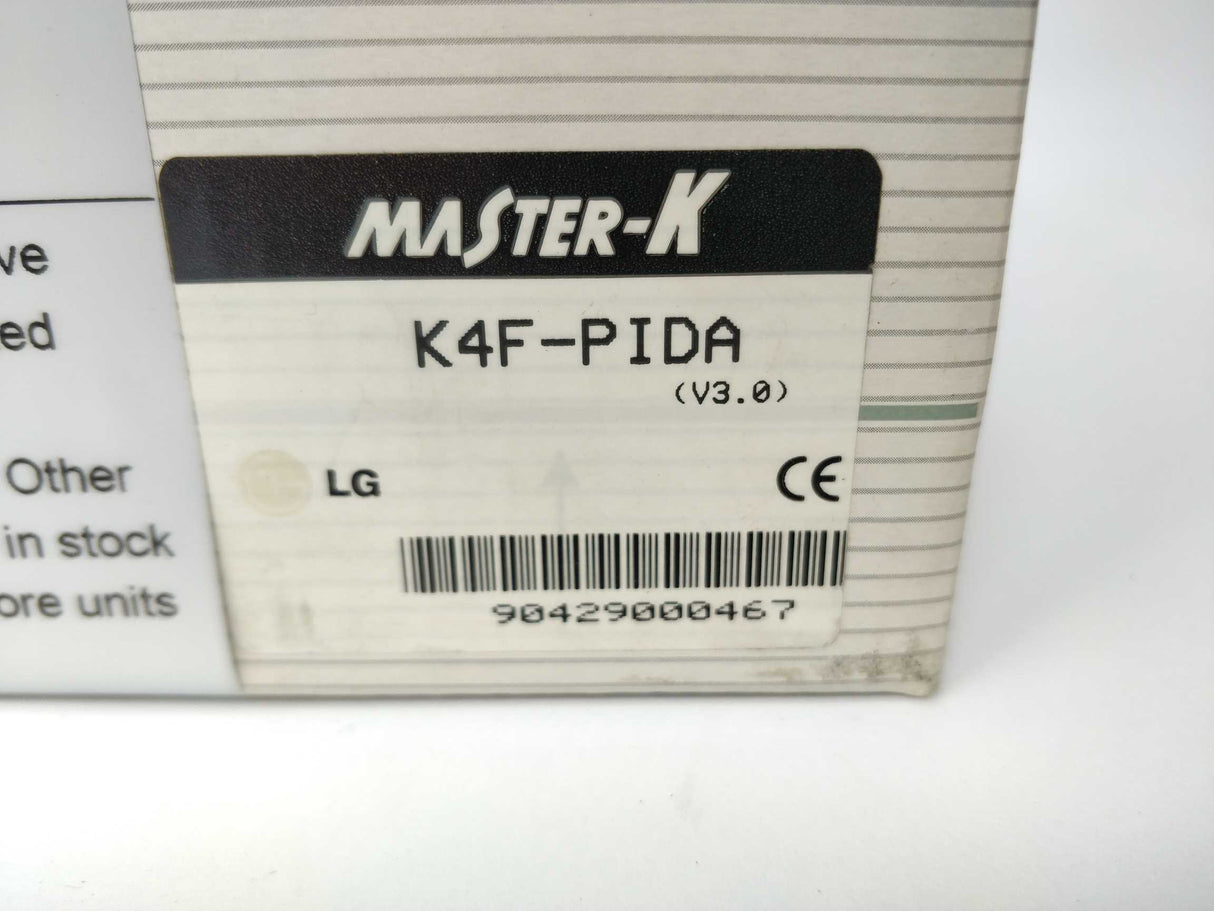 MASTER-K
K4F-PIDA
(V3.0)
LG
CE
90429000467
ve
ed
Other
in stock
ore units